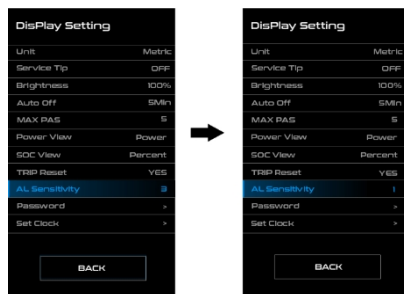 DisPlay Setting
Unit Metric
Service Tip OFF
Brightness 100%
Auto Off 5Min
MAX PAS 5
Power View Power
SOC View Percent
TRIP Reset YES
AL Sensitivity 3
Password >
Set Clock >
BACK
DisPlay Setting
Unit Metric
Service Tip OFF
Brightness 100%
Auto Off 5Min
MAX PAS 5
Power View Power
SOC View Percent
TRIP Reset YES
AL Sensitivity 1
Password >
Set Clock >
BACK